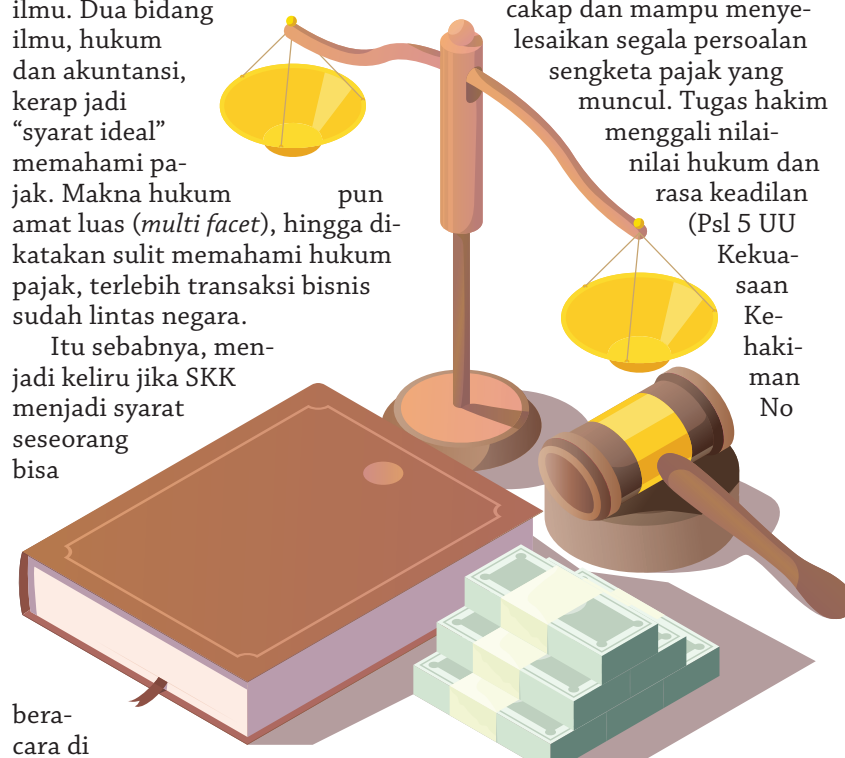 ilmu. Dua bidang
ilmu, hukum
dan akuntansi,
kerap jadi
“syarat ideal”
memahami pa-
jak. Makna hukum pun
amat luas (multi facet), hingga di-
katakan sulit memahami hukum
pajak, terlebih transaksi bisnis
sudah lintas negara.
Itu sebabnya, men-
jadi keliru jika SKK
menjadi syarat
seseorang
bisa
bera-
cara di
cakap dan mampu menye-
lesaikan segala persoalan
sengketa pajak yang
muncul. Tugas hakim
menggali nilai-
nilai hukum dan
rasa keadilan
(Psl 5 UU
Kekua-
saan
Ke-
haki-
man
No